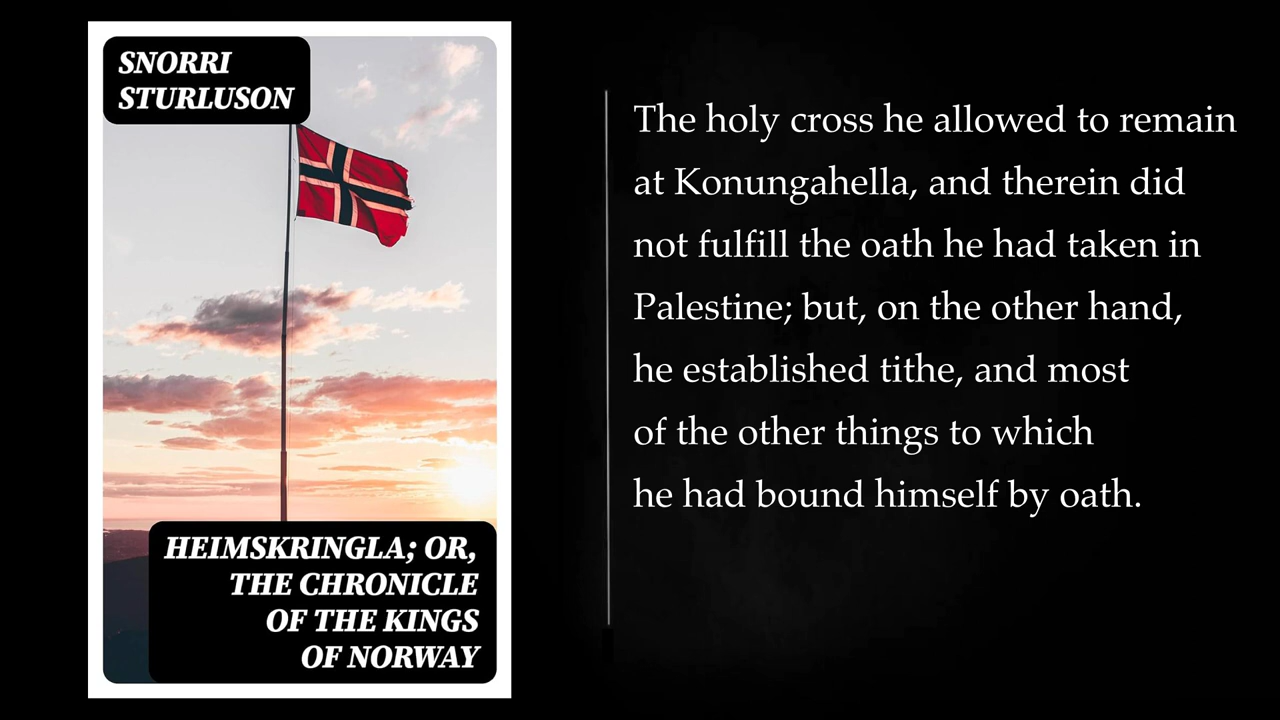 SNORRI
STURLUSON
HEIMSKRINGLA; OR,
THE CHRONICLE
OF THE KINGS
OF NORWAY
The holy cross he allowed to remain
at Konungahella, and therein did
not fulfill the oath he had taken in
Palestine; but, on the other hand,
he established tithe, and most
of the other things to which
he had bound himself by oath.